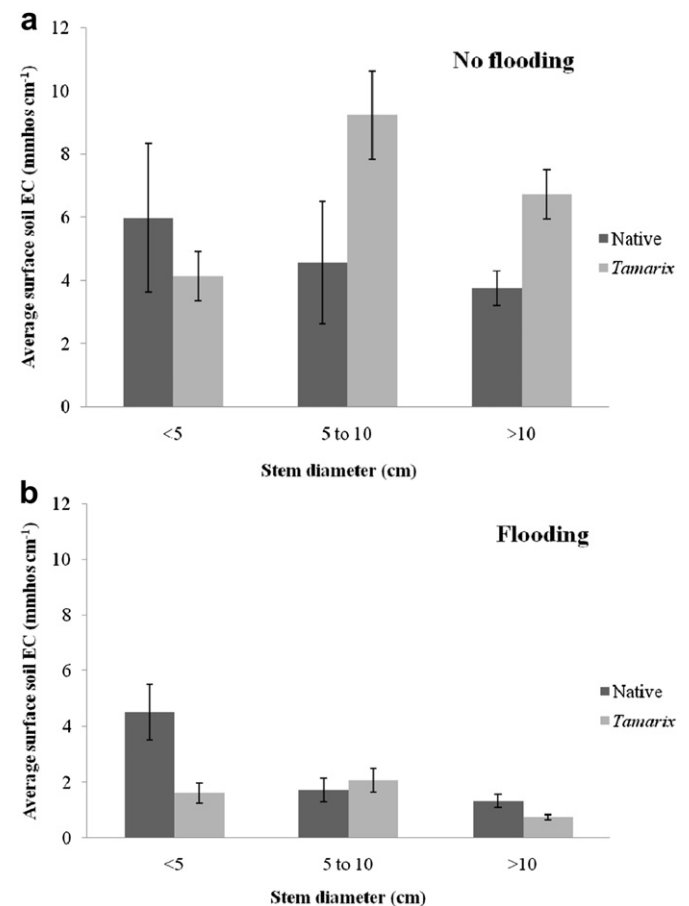 a
No flooding
Average surface soil EC (mmhos cm-1)
12
10
8
6
4
2
0
Native
Tamarix
<5 5 to 10 >10
Stem diameter (cm)
b
Flooding
Average surface soil EC (mmhos cm-1)
12
10
8
6
4
2
0
Native
Tamarix
<5 5 to 10 >10
Stem diameter (cm)